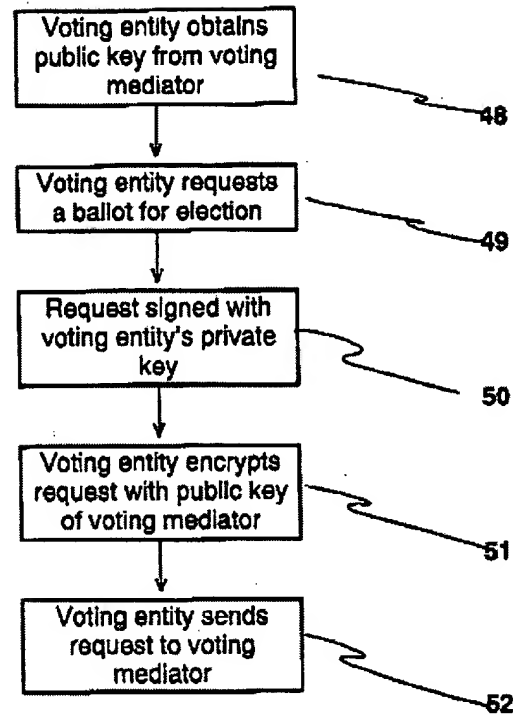 Voting entity obtains
public key from voting
mediator
48
Voting entity requests
a ballot for election
49
Request signed with
voting entity's private
key
50
Voting entity encrypts
request with public key
of voting mediator
51
Voting entity sends
request to voting
mediator
52